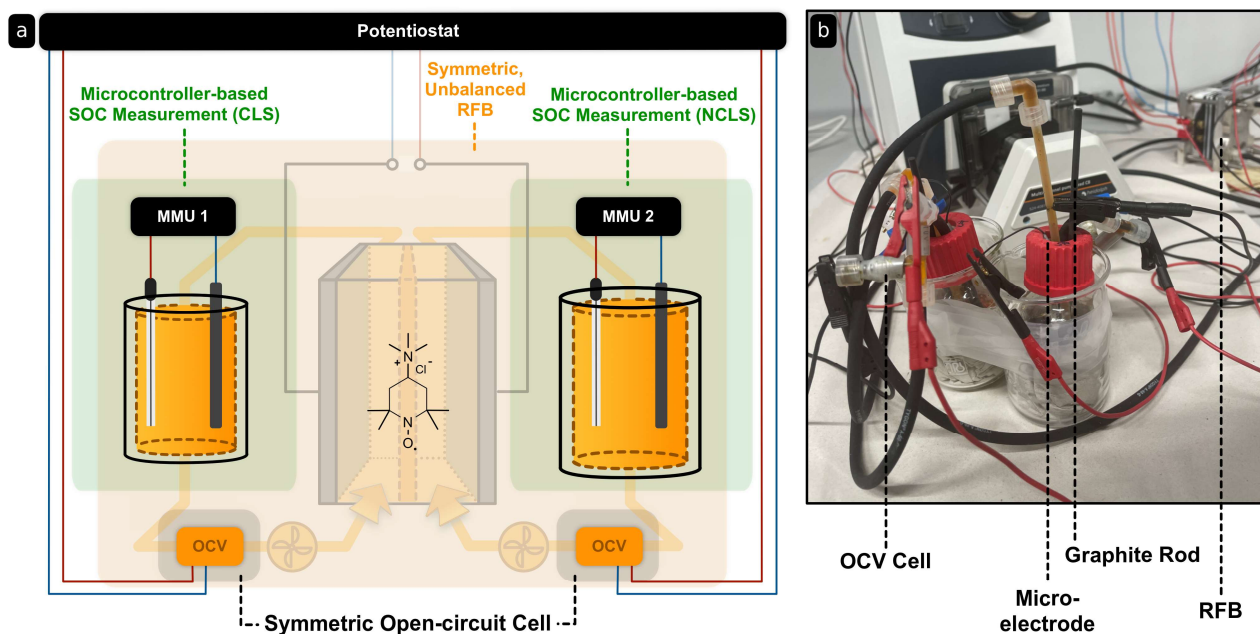 a
Potentiostat
Microcontroller-based
SOC Measurement (CLS)
Symmetric,
Unbalanced
RFB
Microcontroller-based
SOC Measurement (NCLS)
MMU 1
MMU 2
N
+
Cl
-
N
O
OCV
OCV
Symmetric Open-circuit Cell
b
OCV Cell
Graphite Rod
Micro-
electrode
RFB